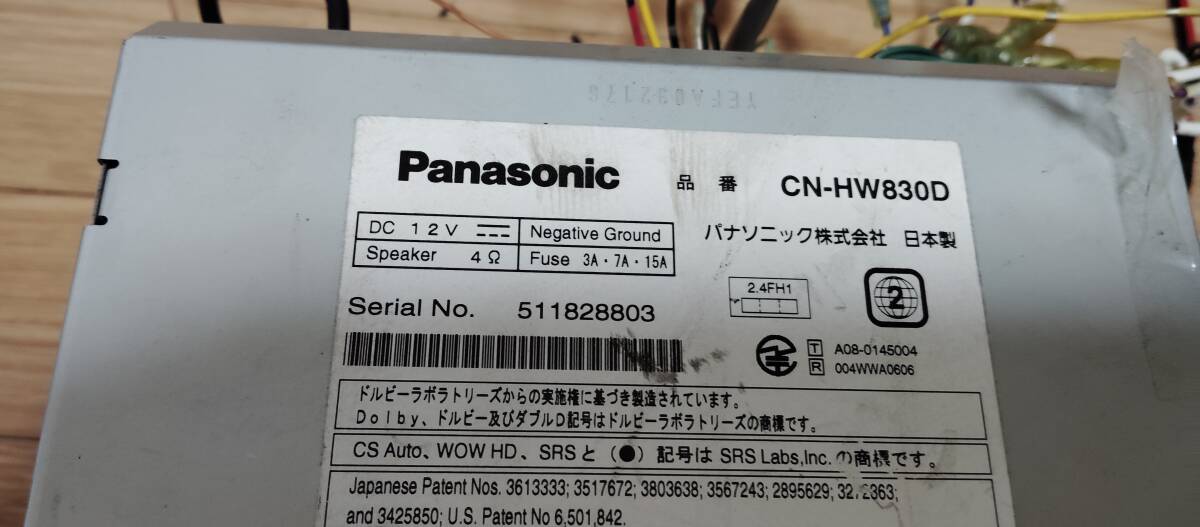 YEFA032178
Panasonic 品番 CN-HW830D
DC 12V Negative Ground
Speaker 4Ω Fuse 3A・7A・15A
パナソニック株式会社 日本製
2.4FH1
2
Serial No. 511828803
T A08-0145004
R 004WWA0606
ドルビーラボラトリーズからの実施権に基づき製造されています。
Dolby、ドルビー及びダブルD記号はドルビーラボラトリーズの商標です。
CS Auto、WOW HD、SRSと(●)記号は SRS Labs,Inc.の商標です。
Japanese Patent Nos. 3613333; 3517672; 3803638; 3567243; 2895629;
and 3425850; U.S. Patent No 6,501,842.